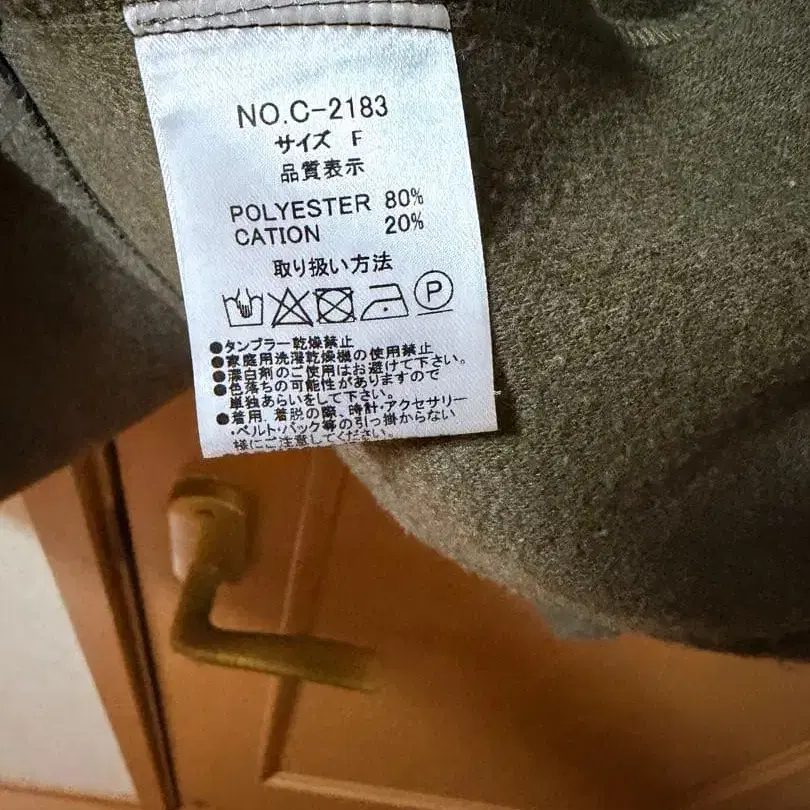 NO.C-2183
サイズ F
品質表示
POLYESTER 80%
CATION 20%
取り扱い方法
P
●タンブラー乾燥禁止
●家庭用洗濯乾燥機の使用禁止
●漂白剤のご使用はお避けて下さい。
●色落ちの可能性がありますので
単独あらいをして下さい。
●着用、着脱の際、時計・アクセサリー
・ベルト・バック等の引っ掛からない
様にご注意してください。